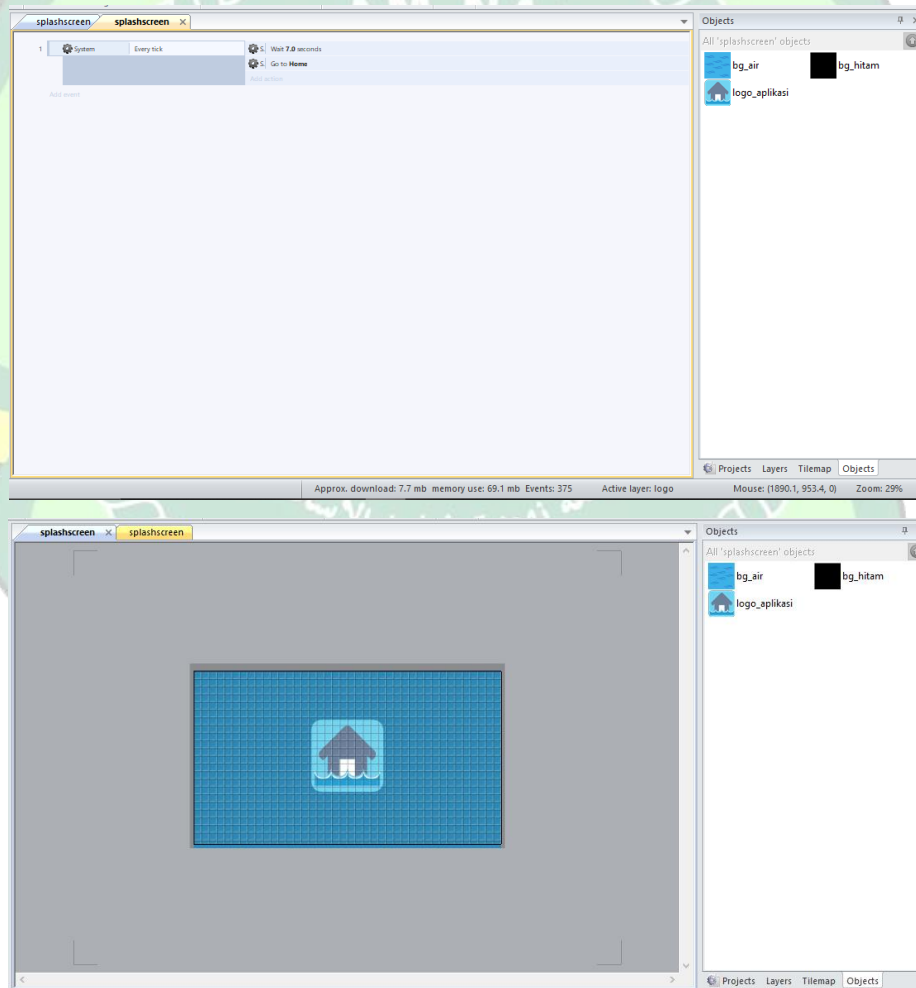 splashscreen splashscreen ×
Objects
All 'splashscreen' objects
bg_air bg_hitam
logo_aplikasi
1 System Every tick S Wait 7.0 seconds
S Go to Home
Add action
Add event
Projects Layers Tilemap Objects
Approx. download: 7.7 mb memory use: 69.1 mb Events: 375 Active layer: logo Mouse: (1890.1, 953.4, 0) Zoom: 29%
splashscreen × splashscreen
Objects
All 'splashscreen' objects
bg_air bg_hitam
logo_aplikasi
Projects Layers Tilemap Objects